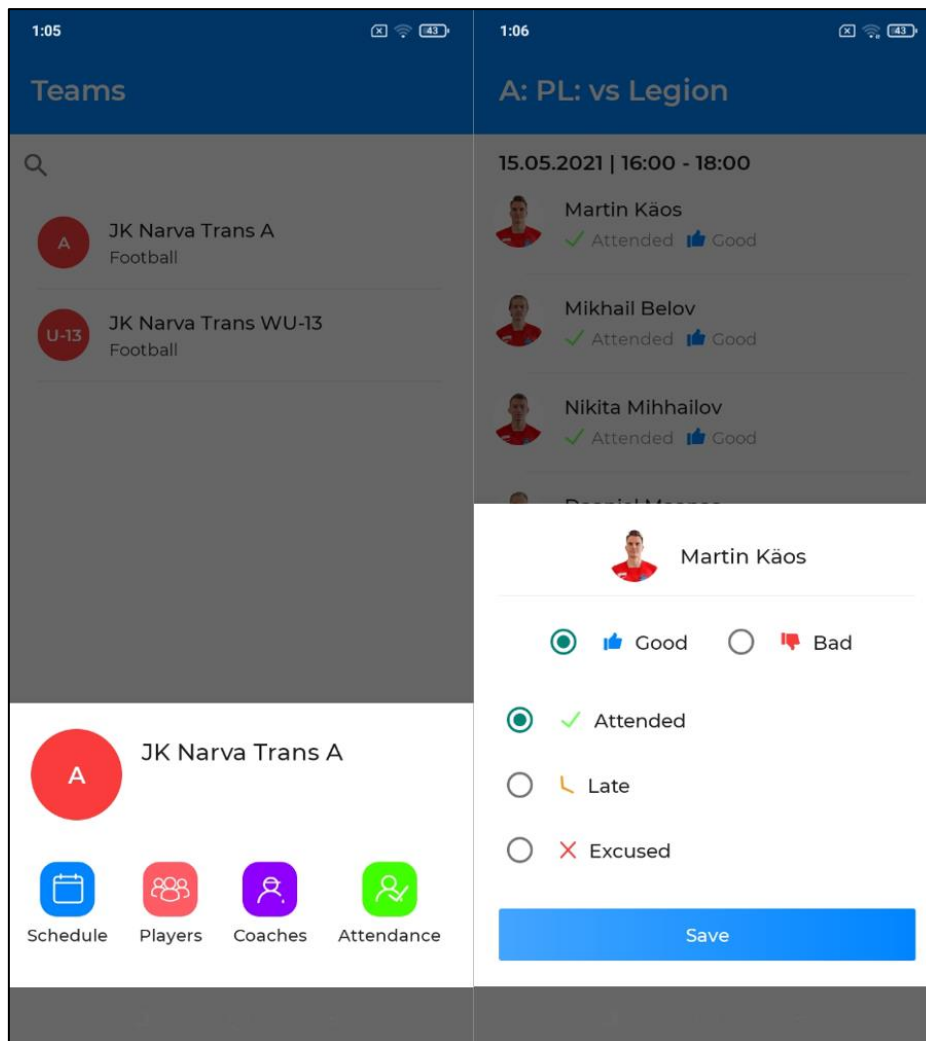 1:05
43
Teams
A
JK Narva Trans A
Football
U-13
JK Narva Trans WU-13
Football
A
JK Narva Trans A
Schedule
Players
Coaches
Attendance
1:06
43
A: PL: vs Legion
15.05.2021 | 16:00 - 18:00
Martin Käos
Attended Good
Mikhail Belov
Attended Good
Nikita Mihhailov
Attended Good
Martin Käos
Good Bad
Attended
Late
Excused
Save